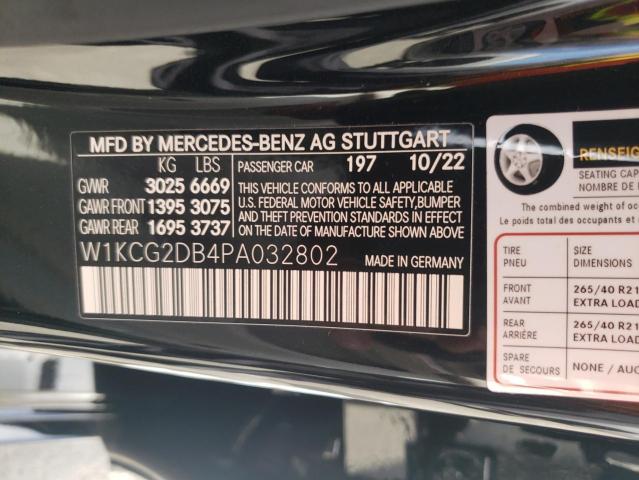 MFD BY MERCEDES-BENZ AG STUTTGART
KG LBS PASSENGER CAR 197 10/22
GVWR 3025 6669
GAWR FRONT 1395 3075
GAWR REAR 1695 3737
THIS VEHICLE CONFORMS TO ALL APPLICABLE
U.S. FEDERAL MOTOR VEHICLE SAFETY, BUMPER
AND THEFT PREVENTION STANDARDS IN EFFECT
ON THE DATE OF MANUFACTURE SHOWN ABOVE
W1KCG2DB4PA032802
MADE IN GERMANY
SEATING CAP
NOMBRE DE
The combined weight of occ
Le poids total des occupants et
TIRE
PNEU
SIZE
DIMENSIONS
FRONT
AVANT
265/40 R21
EXTRA LOAD
REAR
ARRIÈRE
265/40 R21
EXTRA LOAD
SPARE
DE SECOURS
NONE / AUC